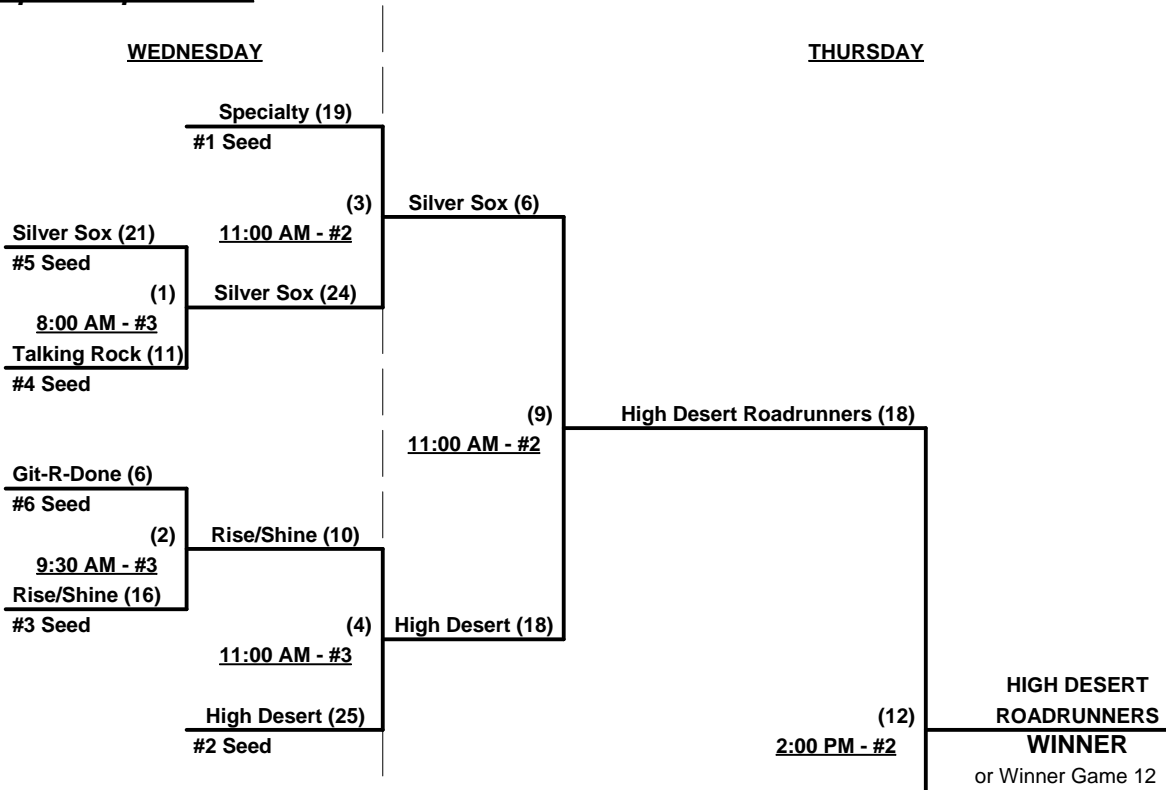 WEDNESDAY
THURSDAY
Specialty (19)
#1 Seed
(3)
Silver Sox (6)
Silver Sox (21)
11:00 AM - #2
#5 Seed
(1)
Silver Sox (24)
8:00 AM - #3
Talking Rock (11)
#4 Seed
(9)
High Desert Roadrunners (18)
11:00 AM - #2
Git-R-Done (6)
#6 Seed
(2)
Rise/Shine (10)
9:30 AM - #3
Rise/Shine (16)
#3 Seed
(4)
High Desert (18)
11:00 AM - #3
HIGH DESERT
High Desert (25)
(12)
ROADRUNNERS
#2 Seed
2:00 PM - #2
WINNER
or Winner Game 12